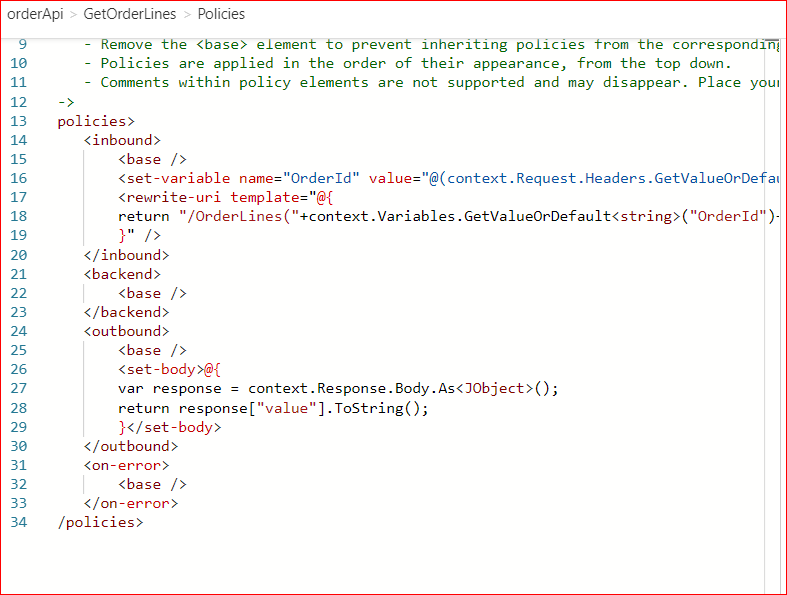 orderApi > GetOrderLines > Policies
9 - Remove the <base> element to prevent inheriting policies from the corresponding
10 - Policies are applied in the order of their appearance, from the top down.
11 - Comments within policy elements are not supported and may disappear. Place your
12 ->
13 policies>
14 <inbound>
15 <base />
16 <set-variable name="OrderId" value="@(context.Request.Headers.GetValueOrDefau
17 <rewrite-uri template="@{
18 return "/OrderLines("+context.Variables.GetValueOrDefault<string>("OrderId")+
19 }" />
20 </inbound>
21 <backend>
22 <base />
23 </backend>
24 <outbound>
25 <base />
26 <set-body>@{
27 var response = context.Response.Body.As<JObject>();
28 return response["value"].ToString();
29 }</set-body>
30 </outbound>
31 <on-error>
32 <base />
33 </on-error>
34 /policies>